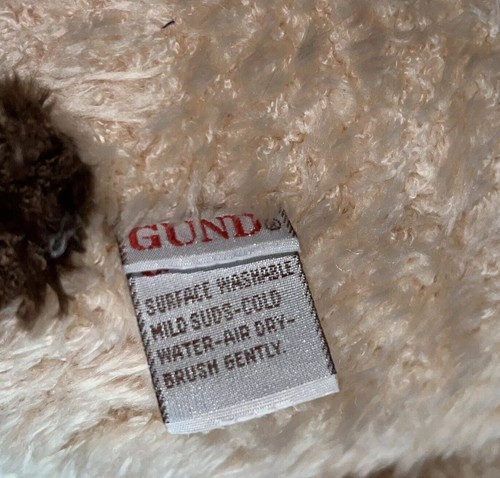 GUND®
SURFACE WASHABLE
MILD SUDS-COLD
WATER-AIR DRY-
BRUSH GENTLY.